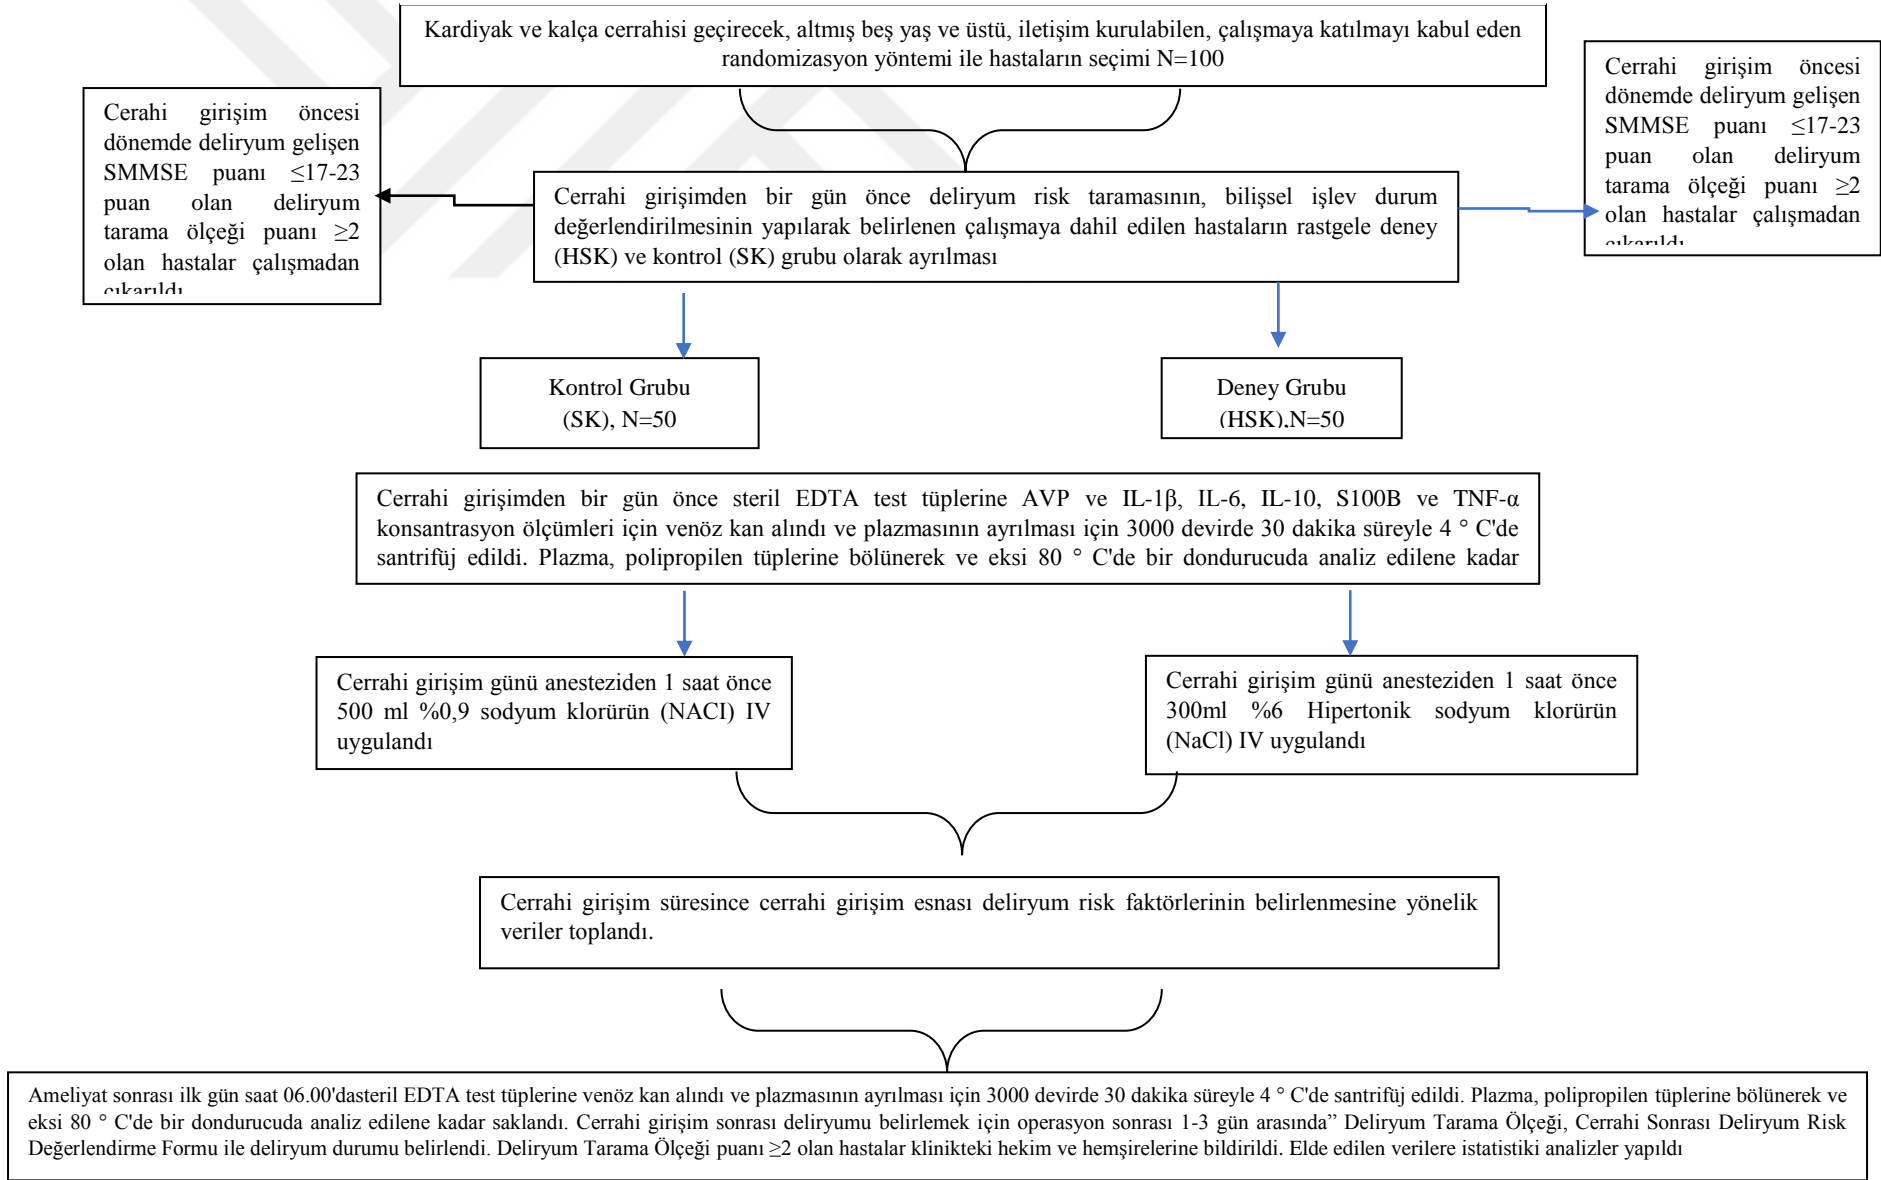 Kardiyak ve kalça cerrahisi geçirecek, altmış beş yaş ve üstü, iletişim kurulabilen, çalışmaya katılmayı kabul eden
randomizasyon yöntemi ile hastaların seçimi N=100
Cerahi girişim öncesi
dönemde deliryum gelişen
SMMSE puanı ≤17-23
puan olan deliryum
tarama ölçeği puanı ≥2
olan hastalar çalışmadan
çıkarıldı
Cerrahi girişim öncesi
dönemde deliryum gelişen
SMMSE puanı ≤17-23
puan olan deliryum
tarama ölçeği puanı ≥2
olan hastalar çalışmadan
çıkarıldı
Cerrahi girişimden bir gün önce deliryum risk taramasının, bilişsel işlev durum
değerlendirilmesinin yapılarak belirlenen çalışmaya dahil edilen hastaların rastgele deney
(HSK) ve kontrol (SK) grubu olarak ayrılması
Kontrol Grubu
(SK), N=50
Deney Grubu
(HSK),N=50
Cerrahi girişimden bir gün önce steril EDTA test tüplerine AVP ve IL-1β, IL-6, IL-10, S100B ve TNF-α
konsantrasyon ölçümleri için venöz kan alındı ve plazmasının ayrılması için 3000 devirde 30 dakika süreyle 4 ° C'de
santrifüj edildi. Plazma, polipropilen tüplerine bölünerek ve eksi 80 ° C'de bir dondurucuda analiz edilene kadar
Cerrahi girişim günü anesteziden 1 saat önce
500 ml %0,9 sodyum klorürün (NACI) IV
uygulandı
Cerrahi girişim günü anesteziden 1 saat önce
300ml %6 Hipertonik sodyum klorürün
(NaCl) IV uygulandı
Cerrahi girişim süresince cerrahi girişim esnası deliryum risk faktörlerinin belirlenmesine yönelik
veriler toplandı.
Ameliyat sonrası ilk gün saat 06.00'dasteril EDTA test tüplerine venöz kan alındı ve plazmasının ayrılması için 3000 devirde 30 dakika süreyle 4 ° C'de santrifüj edildi. Plazma, polipropilen tüplerine bölünerek ve
eksi 80 ° C'de bir dondurucuda analiz edilene kadar saklandı. Cerrahi girişim sonrası deliryumu belirlemek için operasyon sonrası 1-3 gün arasında” Deliryum Tarama Ölçeği, Cerrahi Sonrası Deliryum Risk
Değerlendirme Formu ile deliryum durumu belirlendi. Deliryum Tarama Ölçeği puanı ≥2 olan hastalar klinikteki hekim ve hemşirelerine bildirildi. Elde edilen verilere istatistiki analizler yapıldı